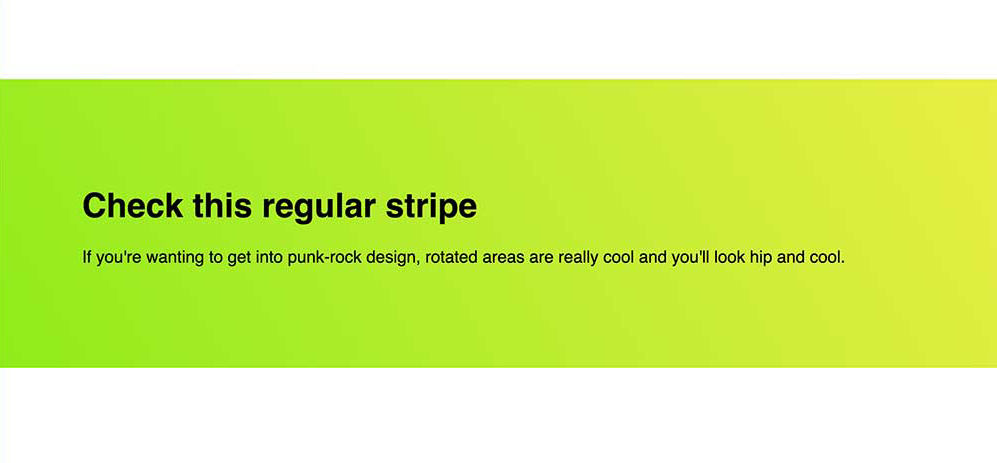 Check this regular stripe
If you're wanting to get into punk-rock design, rotated areas are really cool and you'll look hip and cool.